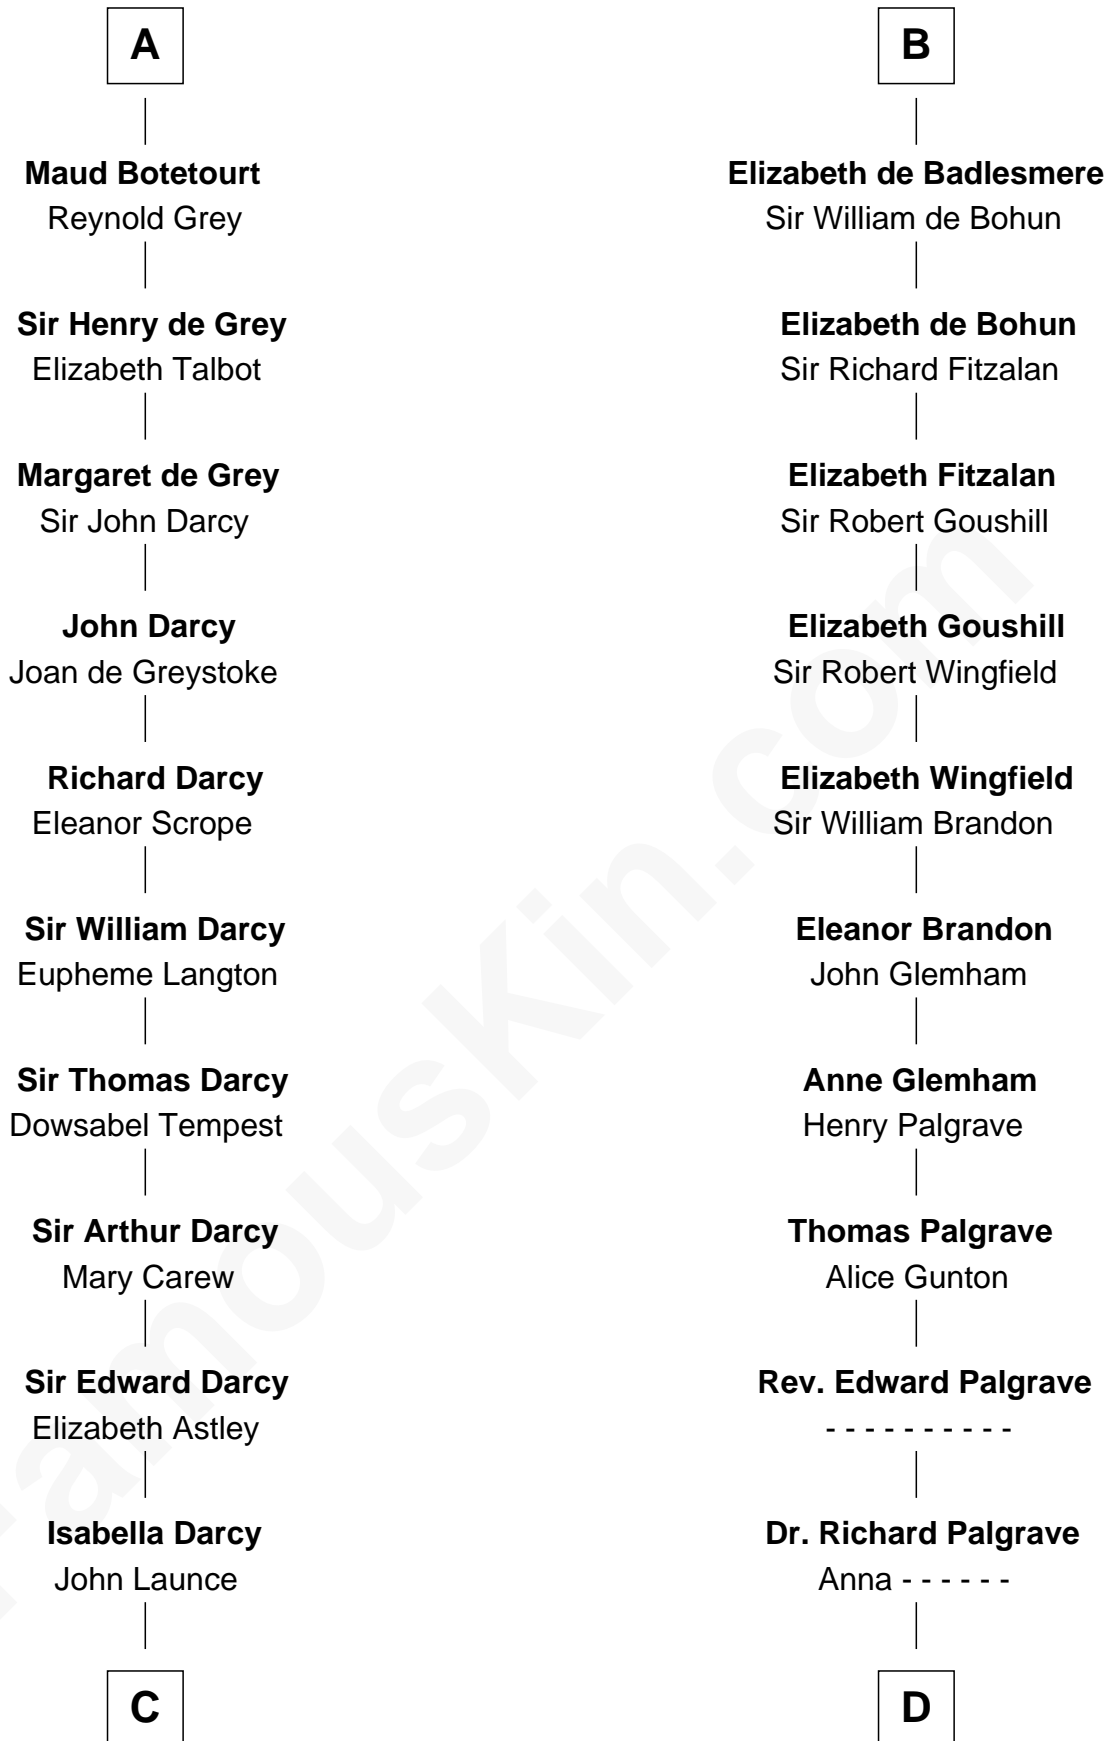 A
Maud Botetourt
Reynold Grey
Sir Henry de Grey
Elizabeth Talbot
Margaret de Grey
Sir John Darcy
John Darcy
Joan de Greystoke
Richard Darcy
Eleanor Scrope
Sir William Darcy
Eupheme Langton
Sir Thomas Darcy
Dowsabel Tempest
Sir Arthur Darcy
Mary Carew
Sir Edward Darcy
Elizabeth Astley
Isabella Darcy
John Launce
C
B
Elizabeth de Badlesmere
Sir William de Bohun
Elizabeth de Bohun
Sir Richard Fitzalan
Elizabeth Fitzalan
Sir Robert Goushill
Elizabeth Goushill
Sir Robert Wingfield
Elizabeth Wingfield
Sir William Brandon
Eleanor Brandon
John Glemham
Anne Glemham
Henry Palgrave
Thomas Palgrave
Alice Gunton
Rev. Edward Palgrave
- - - - - - - - - -
Dr. Richard Palgrave
Anna - - - - - -
D
FamousKin.com